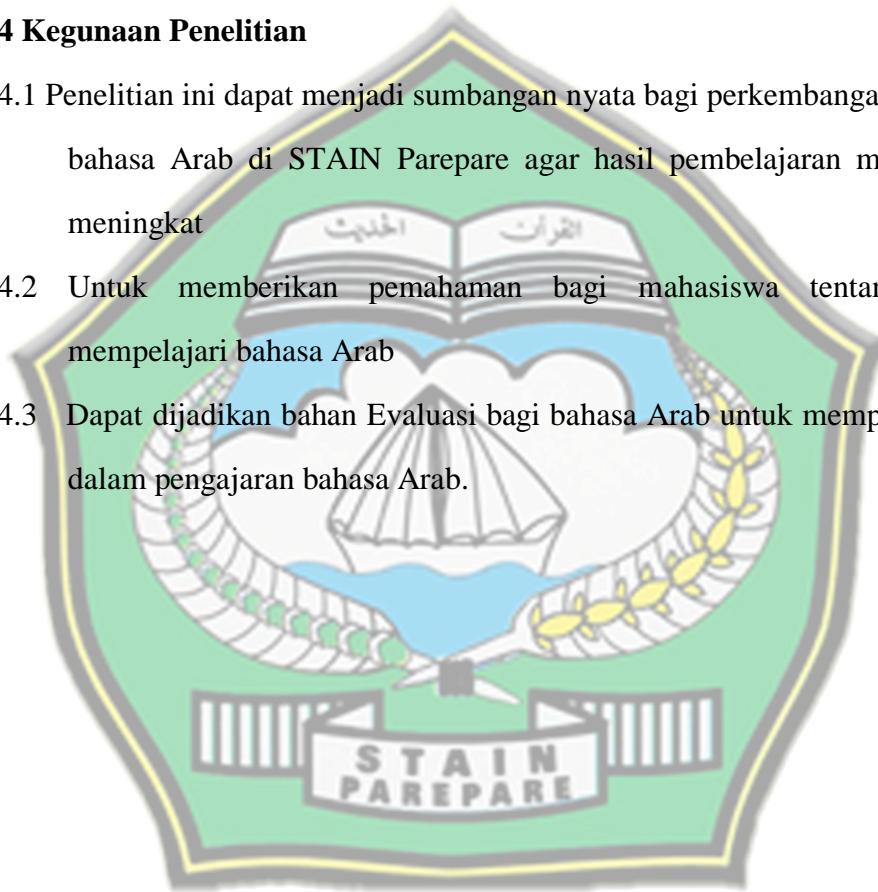 4 Kegunaan Penelitian
4.1 Penelitian ini dapat menjadi sumbangan nyata bagi perkembanga
bahasa Arab di STAIN Parepare agar hasil pembelajaran m
meningkat
الحديث القرآن
4.2 Untuk memberikan pemahaman bagi mahasiswa tentan
mempelajari bahasa Arab
4.3 Dapat dijadikan bahan Evaluasi bagi bahasa Arab untuk memp
dalam pengajaran bahasa Arab.
STAIN
PAREPARE